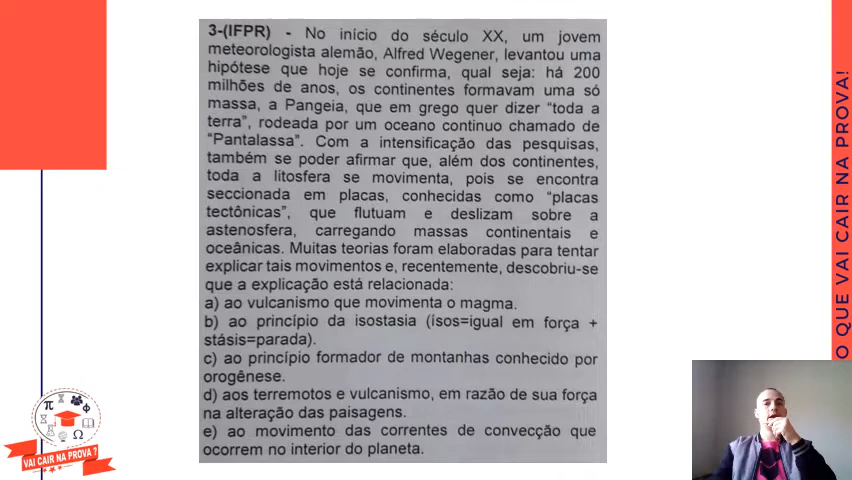 3-(IFPR) - No início do século XX, um jovem
meteorologista alemão, Alfred Wegener, levantou uma
hipótese que hoje se confirma, qual seja: há 200
milhões de anos, os continentes formavam uma só
massa, a Pangeia, que em grego quer dizer “toda a
terra”, rodeada por um oceano continuo chamado de
“Pantalassa”. Com a intensificação das pesquisas,
também se poder afirmar que, além dos continentes,
toda a litosfera se movimenta, pois se encontra
seccionada em placas, conhecidas como “placas
tectônicas”, que flutuam e deslizam sobre a
astenosfera, carregando massas continentais e
oceânicas. Muitas teorias foram elaboradas para tentar
explicar tais movimentos e, recentemente, descobriu-se
que a explicação está relacionada:
a) ao vulcanismo que movimenta o magma.
b) ao princípio da isostasia (ísos=igual em força +
stásis=parada).
c) ao princípio formador de montanhas conhecido por
orogênese.
d) aos terremotos e vulcanismo, em razão de sua força
na alteração das paisagens.
e) ao movimento das correntes de convecção que
ocorrem no interior do planeta.
O QUE VAI CAIR NA PROVA!
π
Φ
Ω
VAI CAIR NA PROVA ?